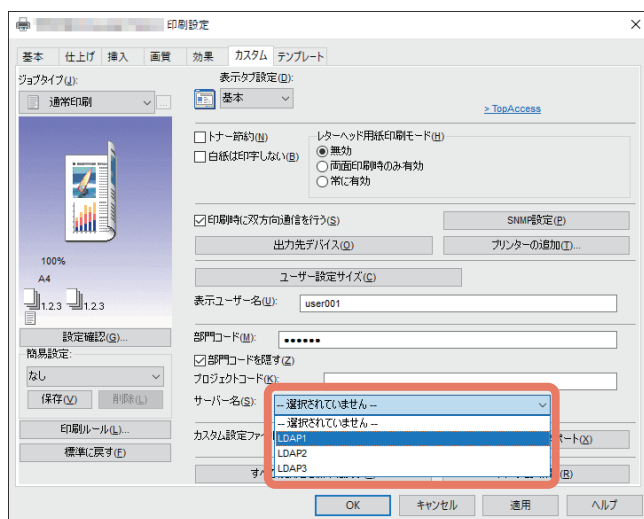 印刷設定
基本 仕上げ 挿入 画質 効果 カスタム テンプレート
ジョブタイプ(J):
通常印刷
...
100%
A4
1.2.3 1.2.3
設定確認(G)...
簡易設定:
なし
保存(V) 削除(L)
印刷ルール(L)...
標準に戻す(F)
表示タブ設定(D):
基本
> TopAccess
トナー節約(N)
白紙は印字しない(B)
レターヘッド用紙印刷モード(H)
無効
両面印刷時のみ有効
常に有効
印刷時に双方向通信を行う(S)
SNMP設定(P)
出力先デバイス(O)
プリンターの追加(T)...
ユーザー設定サイズ(C)
表示ユーザー名(U): user001
部門コード(M): ••••••
部門コードを隠す(Z)
プロジェクトコード(K):
サーバー名(S): -- 選択されていません --
-- 選択されていません --
LDAP1
LDAP2
LDAP3
カスタム設定ファイ
ポート(X)
すべ
(R)
OK キャンセル 適用 ヘルプ